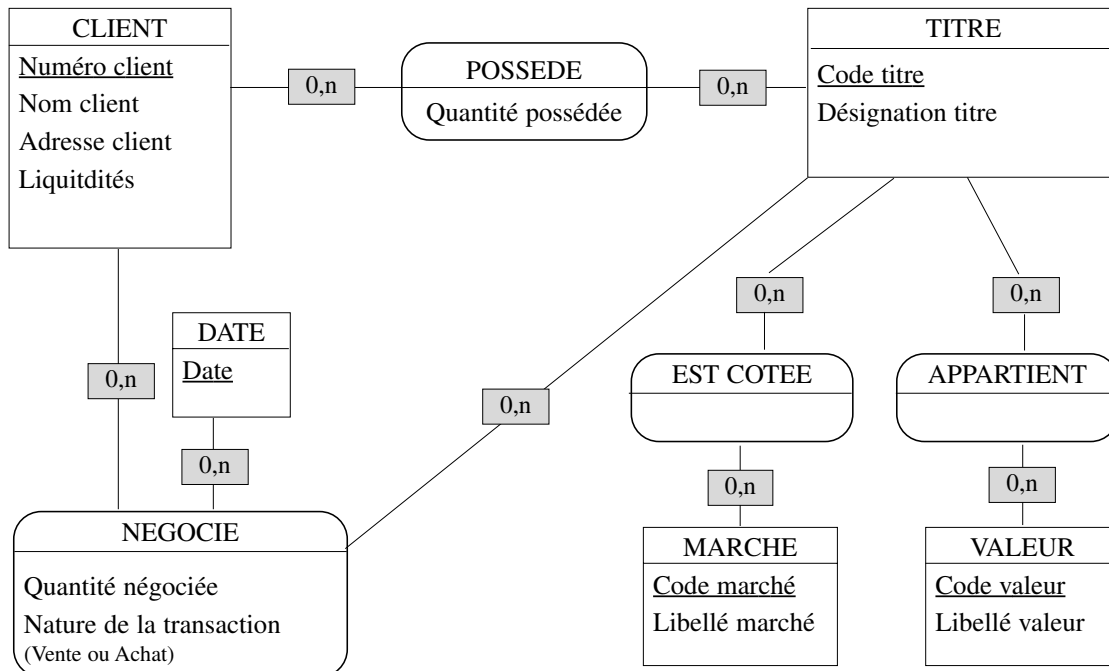 CLIENT
Numéro client
Nom client
Adresse client
Liquitdités
0,n
POSSEDE
Quantité possédée
0,n
TITRE
Code titre
Désignation titre
0,n
DATE
Date
0,n
0,n
0,n
0,n
EST COTEE
APPARTIENT
0,n
0,n
NEGOCIE
Quantité négociée
Nature de la transaction
(Vente ou Achat)
MARCHE
Code marché
Libellé marché
VALEUR
Code valeur
Libellé valeur